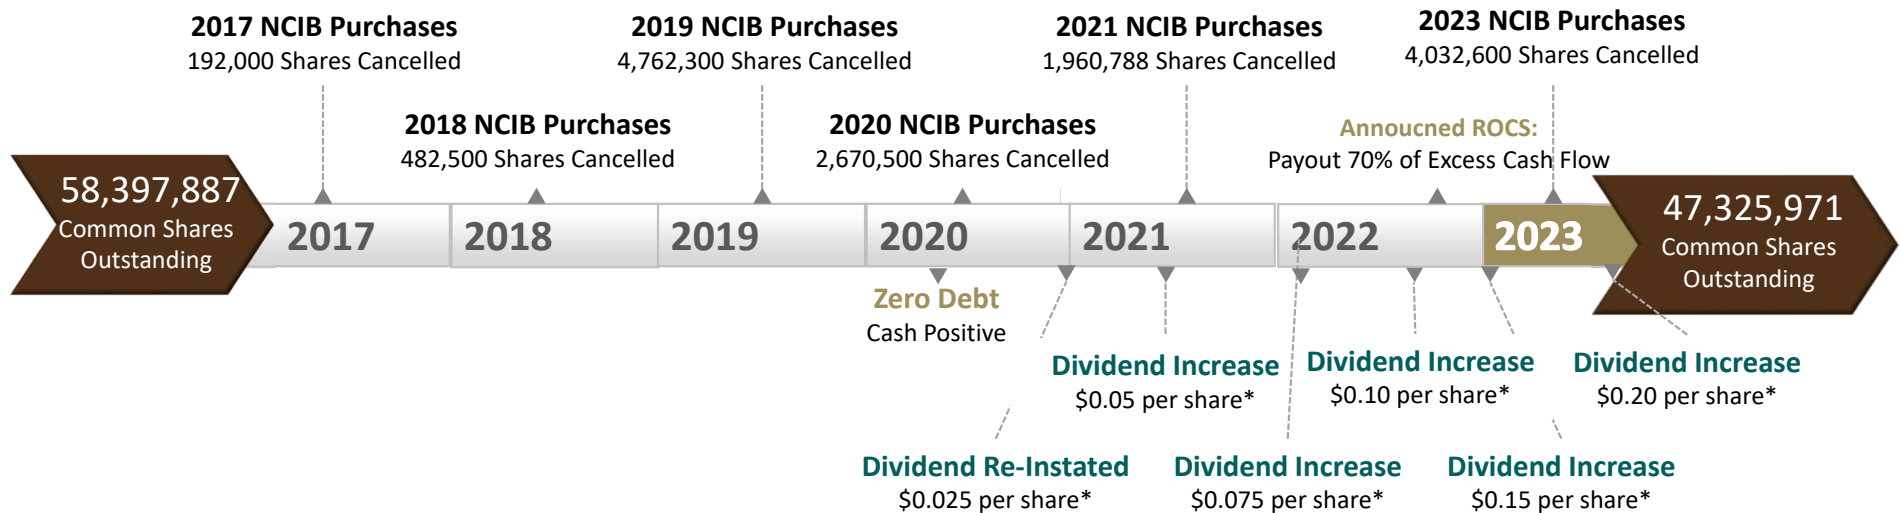 2017 NCIB Purchases
192,000 Shares Cancelled
2019 NCIB Purchases
4,762,300 Shares Cancelled
2021 NCIB Purchases
1,960,788 Shares Cancelled
2023 NCIB Purchases
4,032,600 Shares Cancelled
2018 NCIB Purchases
482,500 Shares Cancelled
2020 NCIB Purchases
2,670,500 Shares Cancelled
Annoucned ROCS:
Payout 70% of Excess Cash Flow
58,397,887
Common Shares
Outstanding
2017
2018
2019
2020
2021
2022
2023
47,325,971
Common Shares
Outstanding
Zero Debt
Cash Positive
Dividend Increase
$0.05 per share*
Dividend Increase
$0.10 per share*
Dividend Increase
$0.20 per share*
Dividend Re-Instated
$0.025 per share*
Dividend Increase
$0.075 per share*
Dividend Increase
$0.15 per share*